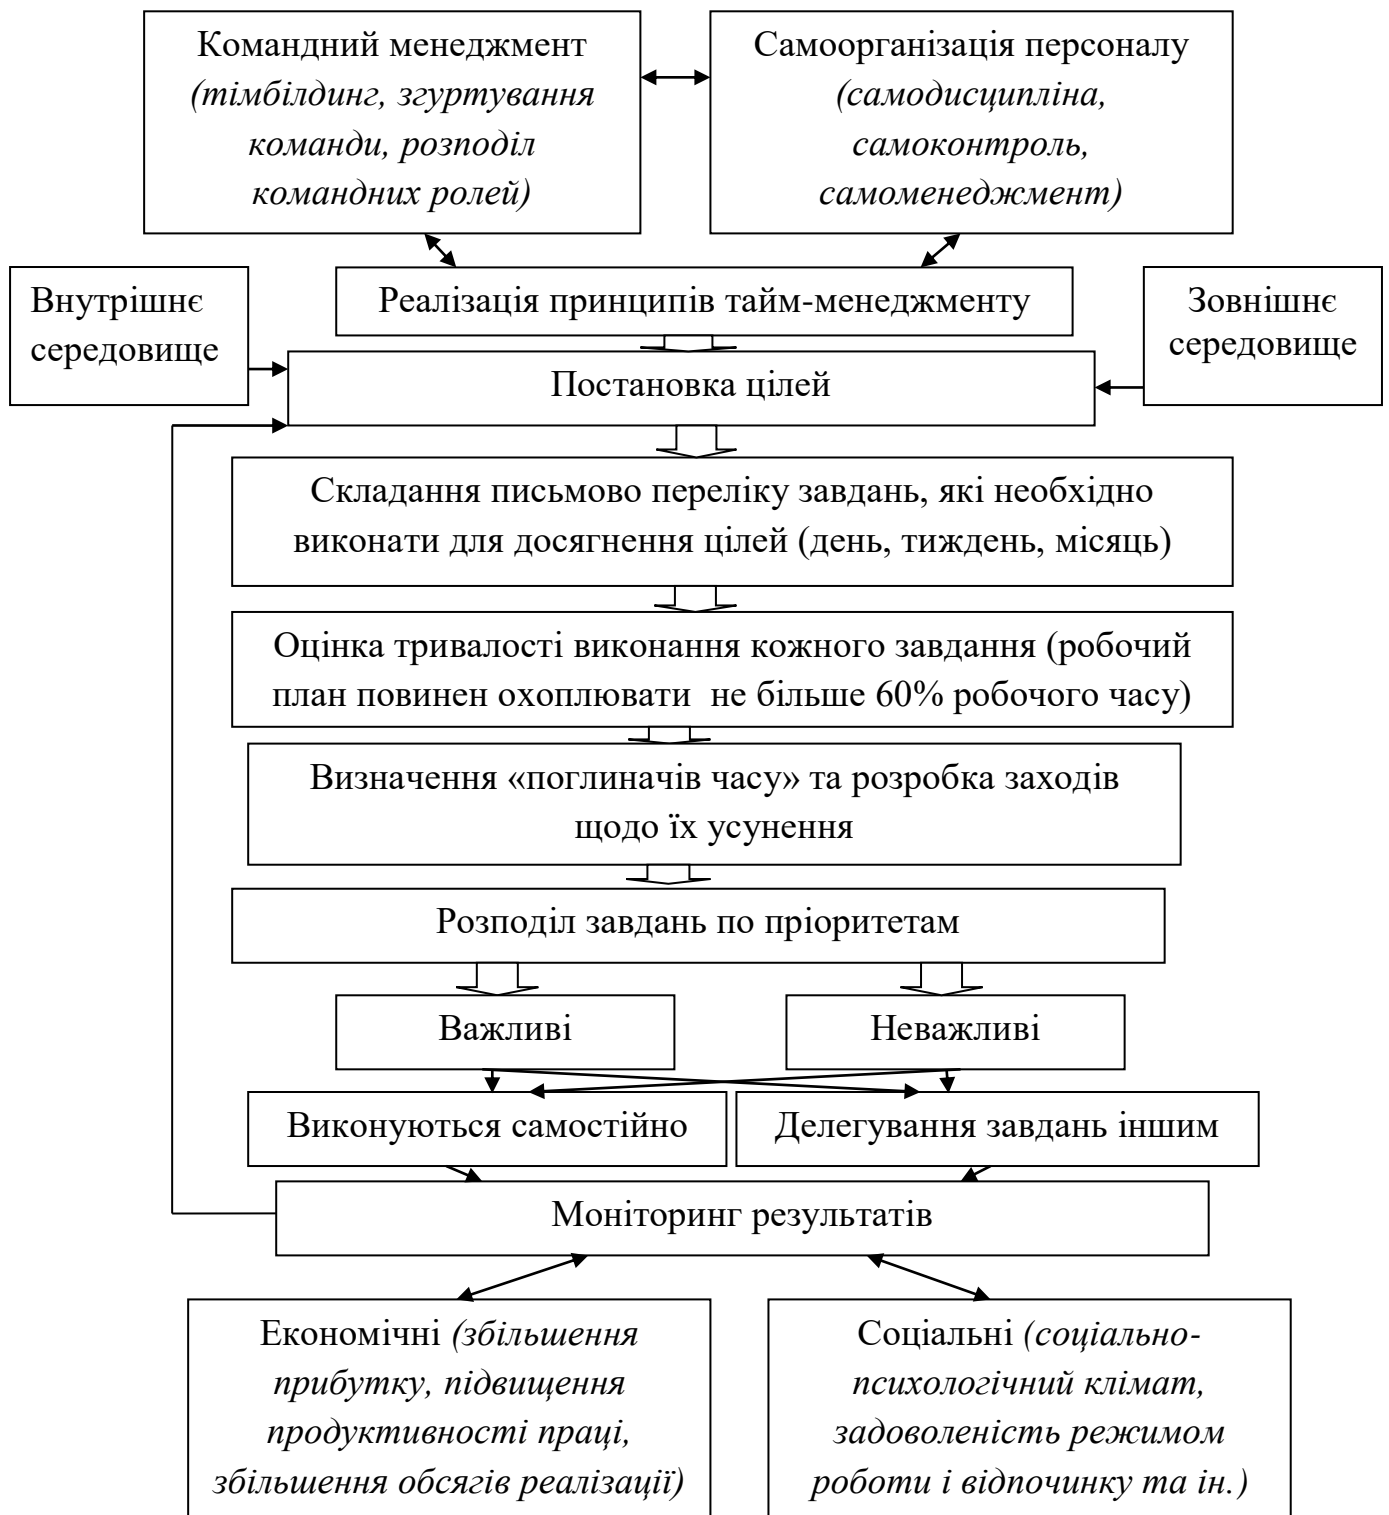 Командний менеджмент
(тімбілдинг, згуртування
команди, розподіл
командних ролей)
Самоорганізація персоналу
(самодисципліна,
самоконтроль,
самоменеджмент)
Внутрішнє
середовище
Реалізація принципів тайм-менеджменту
Зовнішнє
середовище
Постановка цілей
Складання письмово переліку завдань, які необхідно
виконати для досягнення цілей (день, тиждень, місяць)
Оцінка тривалості виконання кожного завдання (робочий
план повинен охоплювати не більше 60% робочого часу)
Визначення «поглиначів часу» та розробка заходів
щодо їх усунення
Розподіл завдань по пріоритетам
Важливі
Неважливі
Виконуються самостійно
Делегування завдань іншим
Моніторинг результатів
Економічні (збільшення
прибутку, підвищення
продуктивності праці,
збільшення обсягів реалізації)
Соціальні (соціально-
психологічний клімат,
задоволеність режимом
роботи і відпочинку та ін.)